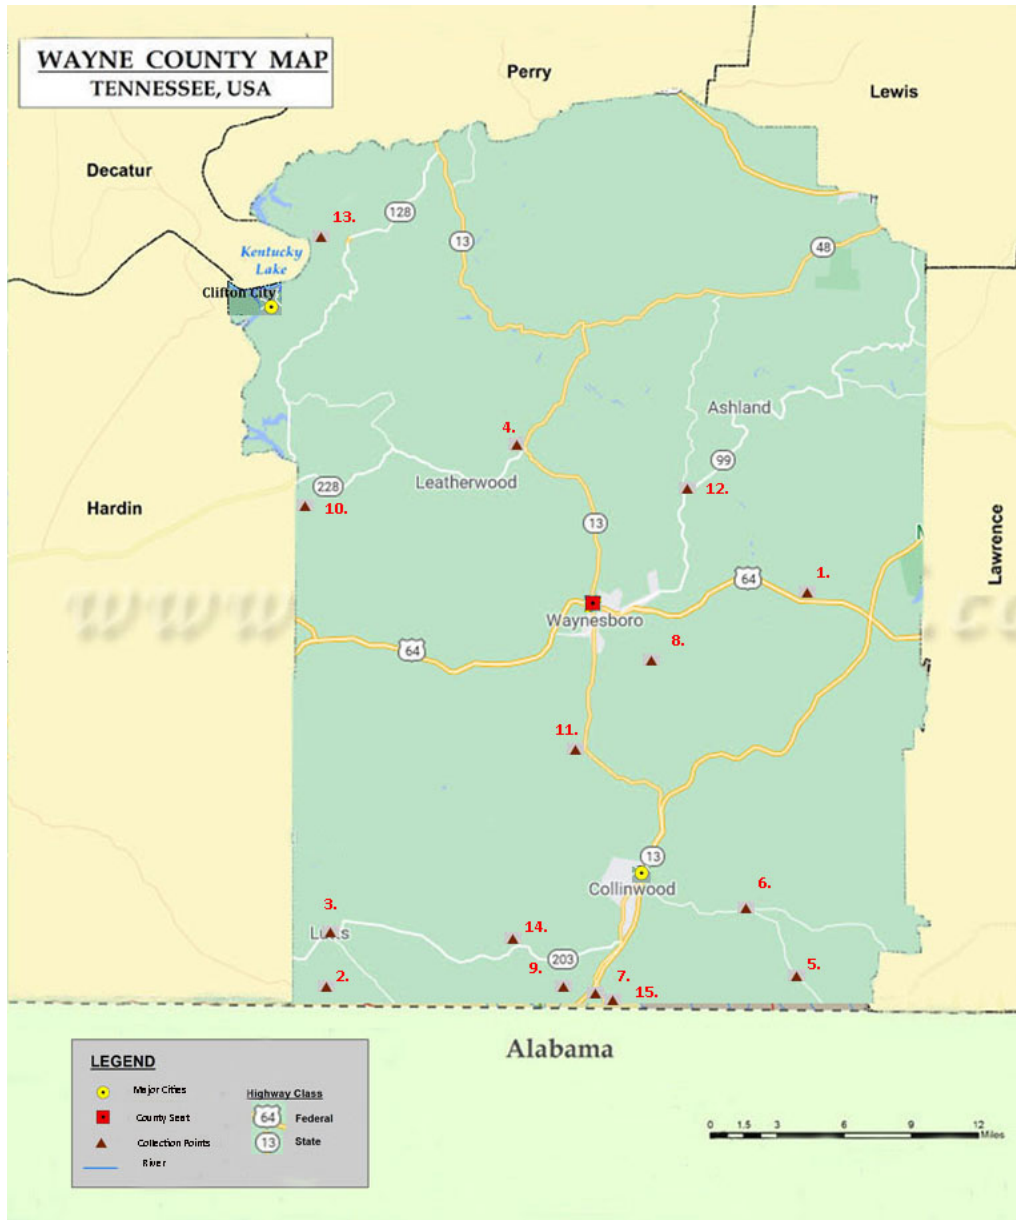 WAYNE COUNTY MAP
TENNESSEE, USA
Perry
Lewis
Decatur
13.
128
13
48
Kentucky
Lake
Clifton City
Ashland
4.
99
Leatherwood
228
12.
10.
Hardin
13
Lawrence
64
1.
www
.co
Waynesboro
8.
64
11.
13
Collinwood
6.
3.
14.
203
9.
7.
5.
2.
15.
Alabama
LEGEND
Major Cities
County Seat
Collection Points
River
Highway Class
64 Federal
13 State
0 1.5 3 6 9 12
Miles